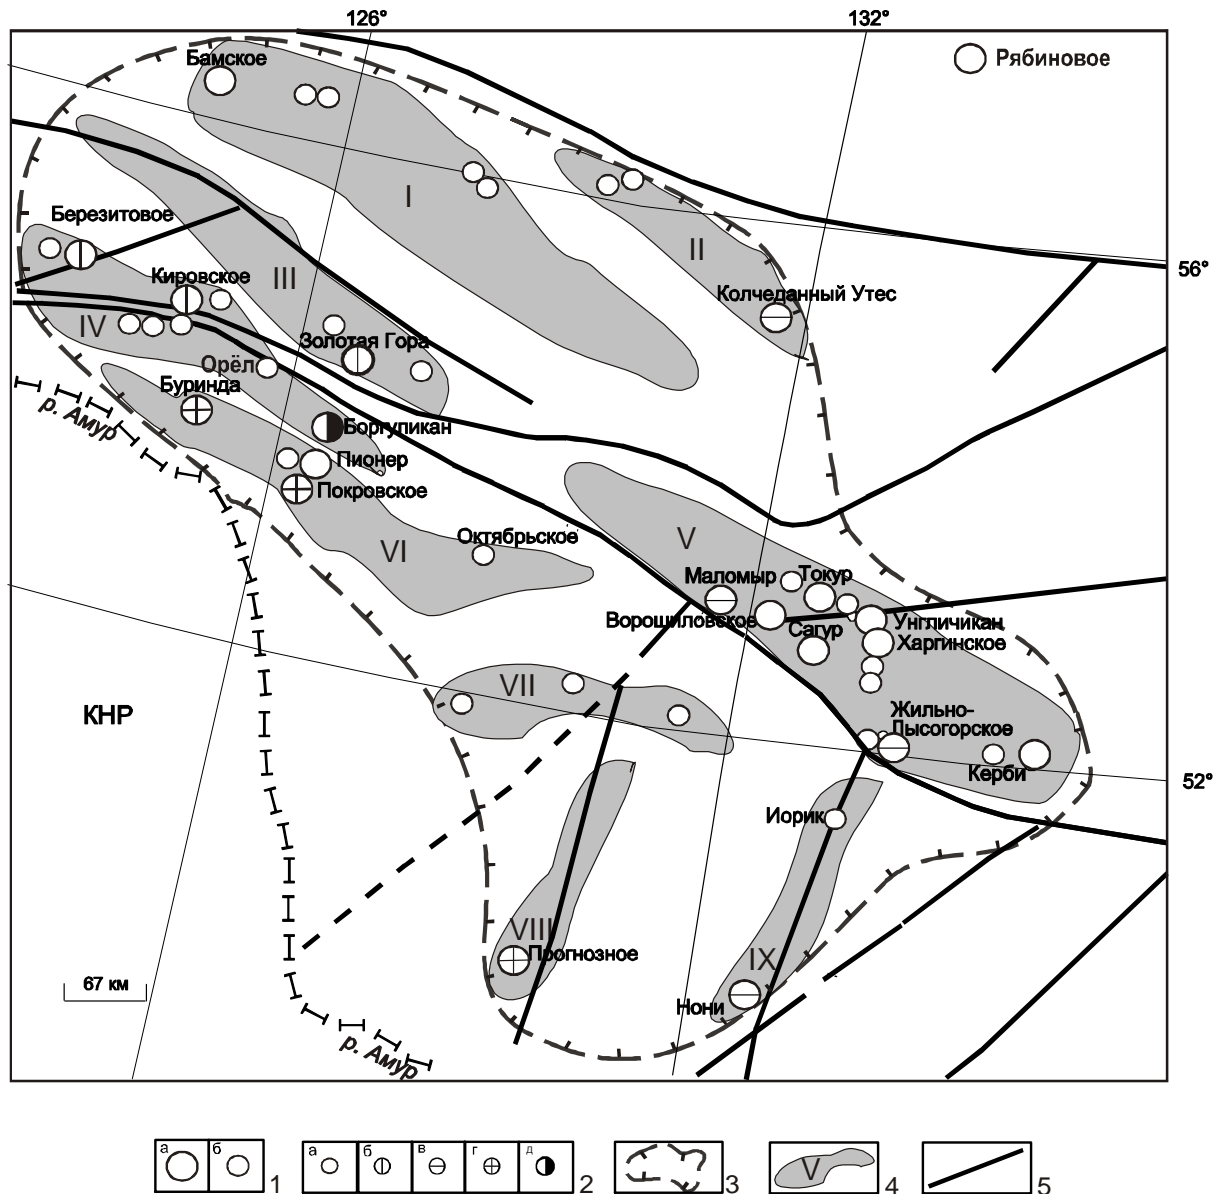 126°
132°
Бамское
Рябиновое
I
II
Березитовое
56°
Кировское
III
Колчеданный Утес
IV
Золотая Гора
Орёл
Буринда
р. Амур
Боргуликан
Пионер
Покровское
Октябрьское
V
VI
Маломыр
Токур
Ворошиловское
Сагур
Унгличикан
Харгинское
VII
КНР
Жильно-
Лысогорское
Керби
52°
Иорик
VIII
Прогнозное
IX
67 км
Нони
р. Амур
а б 1
а б в г д 2
3
V 4
5